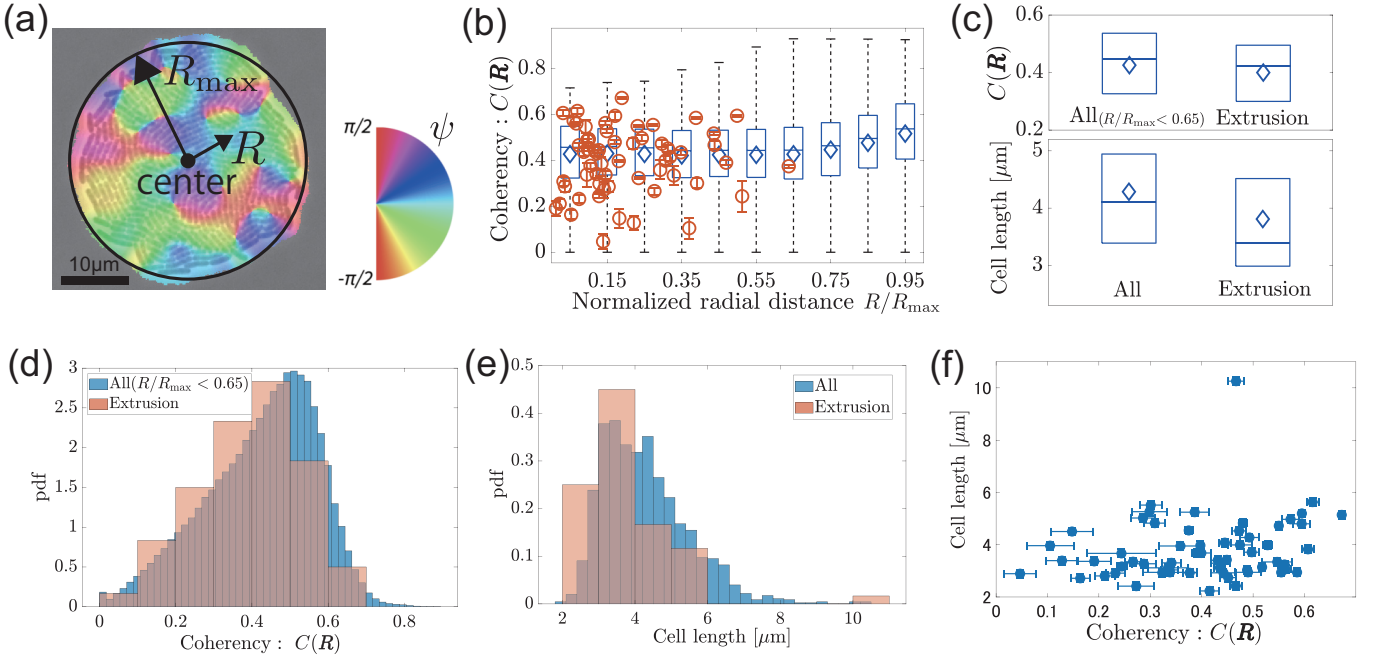 (a)
R_max
R
center
10μm
ψ
π/2
-π/2
(b)
Coherency : C(R)
0.8
0.6
0.4
0.2
0
0.15 0.35 0.55 0.75 0.95
Normalized radial distance R/R_max
(c)
C(R)
0.6
0.4
0.2
All(R/R_max < 0.65) Extrusion
Cell length [μm]
5
4
3
All Extrusion
(d)
pdf
3
2.5
2
1.5
1
0.5
0
All(R/R_max < 0.65)
Extrusion
0 0.2 0.4 0.6 0.8
Coherency : C(R)
(e)
pdf
0.5
0.4
0.3
0.2
0.1
0
All
Extrusion
2 4 6 8 10
Cell length [μm]
(f)
Cell length [μm]
10
8
6
4
2
0 0.1 0.2 0.3 0.4 0.5 0.6
Coherency : C(R)